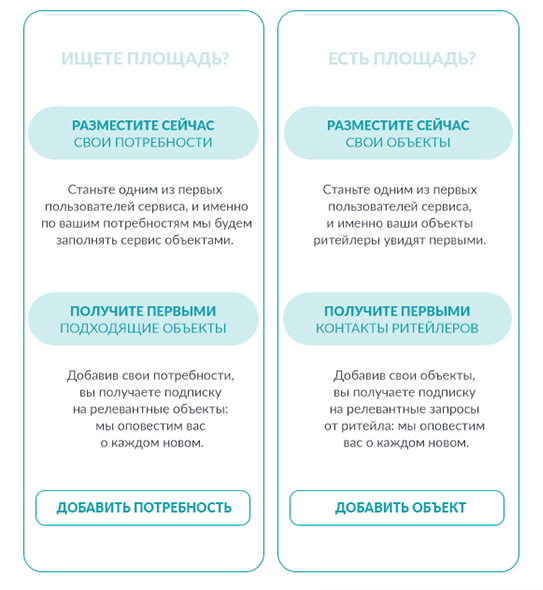 ИЩЕТЕ ПЛОЩАДЬ?
РАЗМЕСТИТЕ СЕЙЧАС
СВОИ ПОТРЕБНОСТИ
Станьте одним из первых
пользователей сервиса, и именно
по вашим потребностям мы будем
заполнять сервис объектами.
ПОЛУЧИТЕ ПЕРВЫМИ
ПОДХОДЯЩИЕ ОБЪЕКТЫ
Добавив свои потребности,
вы получаете подписку
на релевантные объекты:
мы оповестим вас
о каждом новом.
ДОБАВИТЬ ПОТРЕБНОСТЬ
ЕСТЬ ПЛОЩАДЬ?
РАЗМЕСТИТЕ СЕЙЧАС
СВОИ ОБЪЕКТЫ
Станьте одним из первых
пользователей сервиса,
и именно ваши объекты
ритейлеры увидят первыми.
ПОЛУЧИТЕ ПЕРВЫМИ
КОНТАКТЫ РИТЕЙЛЕРОВ
Добавив свои объекты,
вы получаете подписку
на релевантные запросы
от ритейла: мы оповестим
вас о каждом новом.
ДОБАВИТЬ ОБЪЕКТ